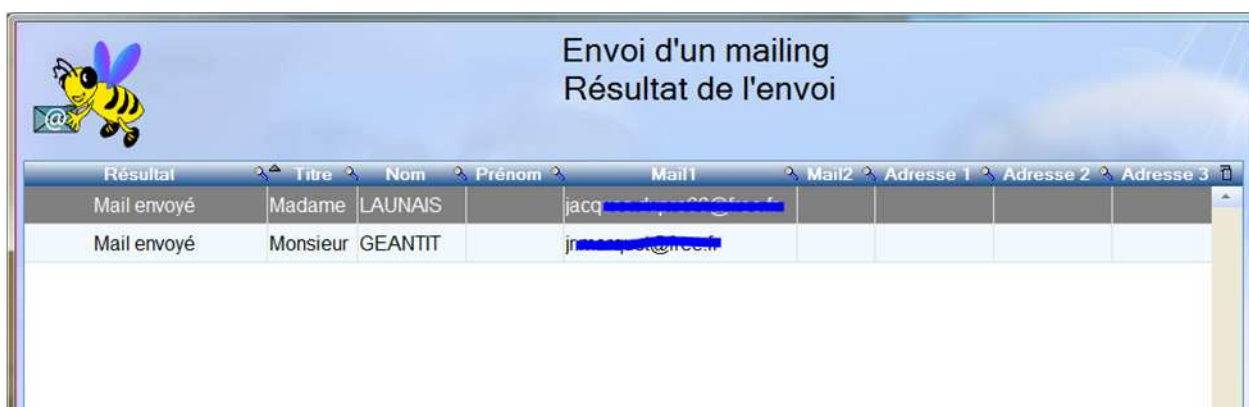 Envoi d'un mailing
Résultat de l'envoi
@
Résultat Titre Nom Prénom Mail1 Mail2 Adresse 1 Adresse 2 Adresse 3
Mail envoyé Madame LAUNAIS
Mail envoyé Monsieur GEANTIT